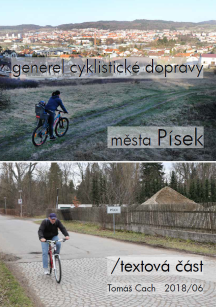 generel cyklistické dopravy
města Písek
/textová část
Tomáš Cach 2018/06